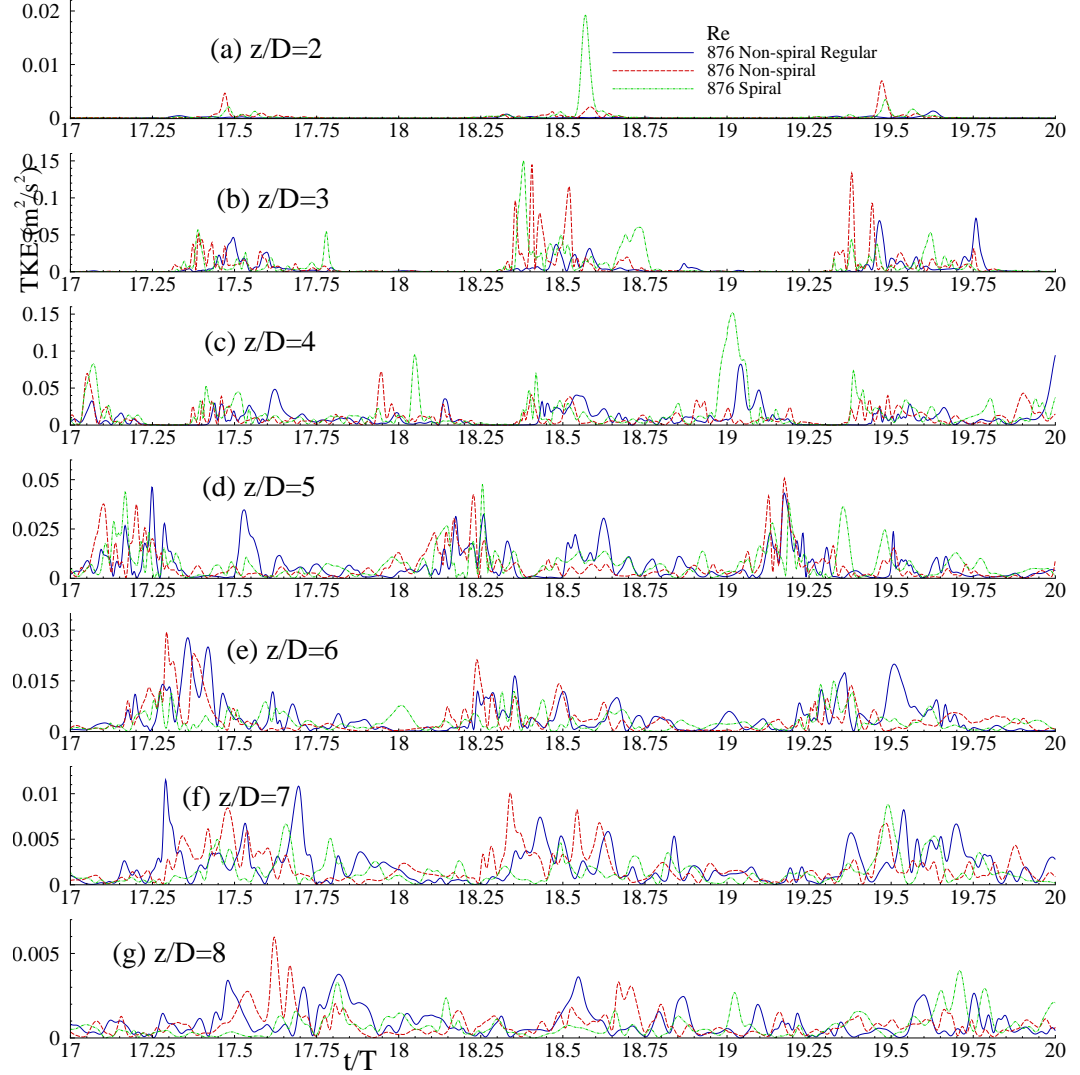 0.02
(a) z/D=2
Re
876 Non-spiral Regular
876 Non-spiral
876 Spiral
0.01
0
17 17.25 17.5 17.75 18 18.25 18.5 18.75 19 19.25 19.5 19.75 20
0.15
(b) z/D=3
0.1
0.05
0
TKE (m²/s²)
17 17.25 17.5 17.75 18 18.25 18.5 18.75 19 19.25 19.5 19.75 20
0.15
(c) z/D=4
0.1
0.05
0
17 17.25 17.5 17.75 18 18.25 18.5 18.75 19 19.25 19.5 19.75 20
0.05
(d) z/D=5
0.025
0
17 17.25 17.5 17.75 18 18.25 18.5 18.75 19 19.25 19.5 19.75 20
0.03
(e) z/D=6
0.015
0
17 17.25 17.5 17.75 18 18.25 18.5 18.75 19 19.25 19.5 19.75 20
0.01
(f) z/D=7
0.005
0
17 17.25 17.5 17.75 18 18.25 18.5 18.75 19 19.25 19.5 19.75 20
0.005
(g) z/D=8
0
17 17.25 17.5 17.75 18 18.25 18.5 18.75 19 19.25 19.5 19.75 20
t/T